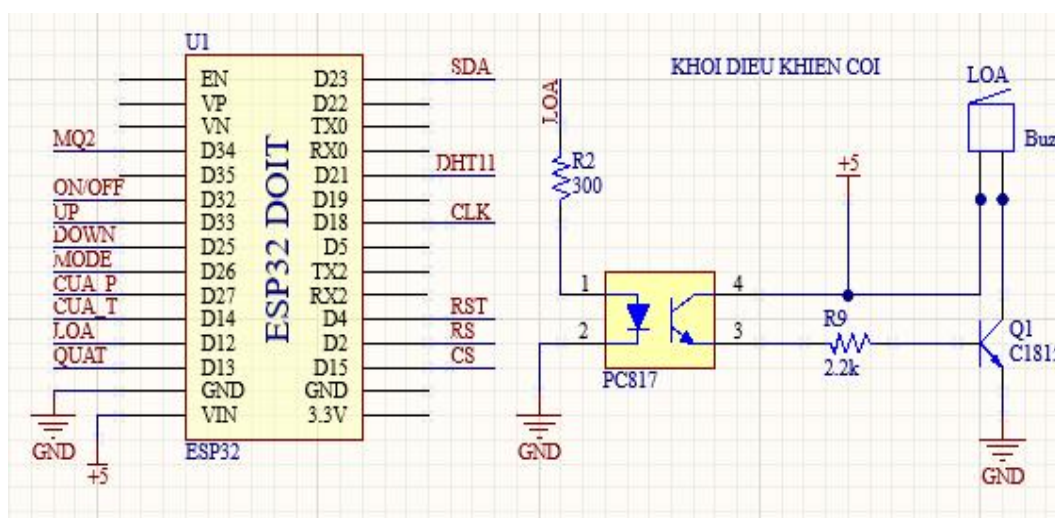 U1
EN D23 SDA
VP D22
VN TX0
MQ2 D34 RX0
D35 D21 DHT11
ON/OFF D32 D19
UP D33 D18 CLK
DOWN D25 D5
MODE D26 TX2
CUA_P D27 RX2
CUA_T D14 D4 RST
LOA D12 D2 RS
QUAT D13 D15 CS
GND GND
VIN 3.3V
ESP32 DOIT
GND
+5
ESP32
KHOI DIEU KHIEN COI
LOA
LOA
Buz
R2
300
+5
1
4
2
3
PC817
R9
2.2k
Q1
C181
GND
GND